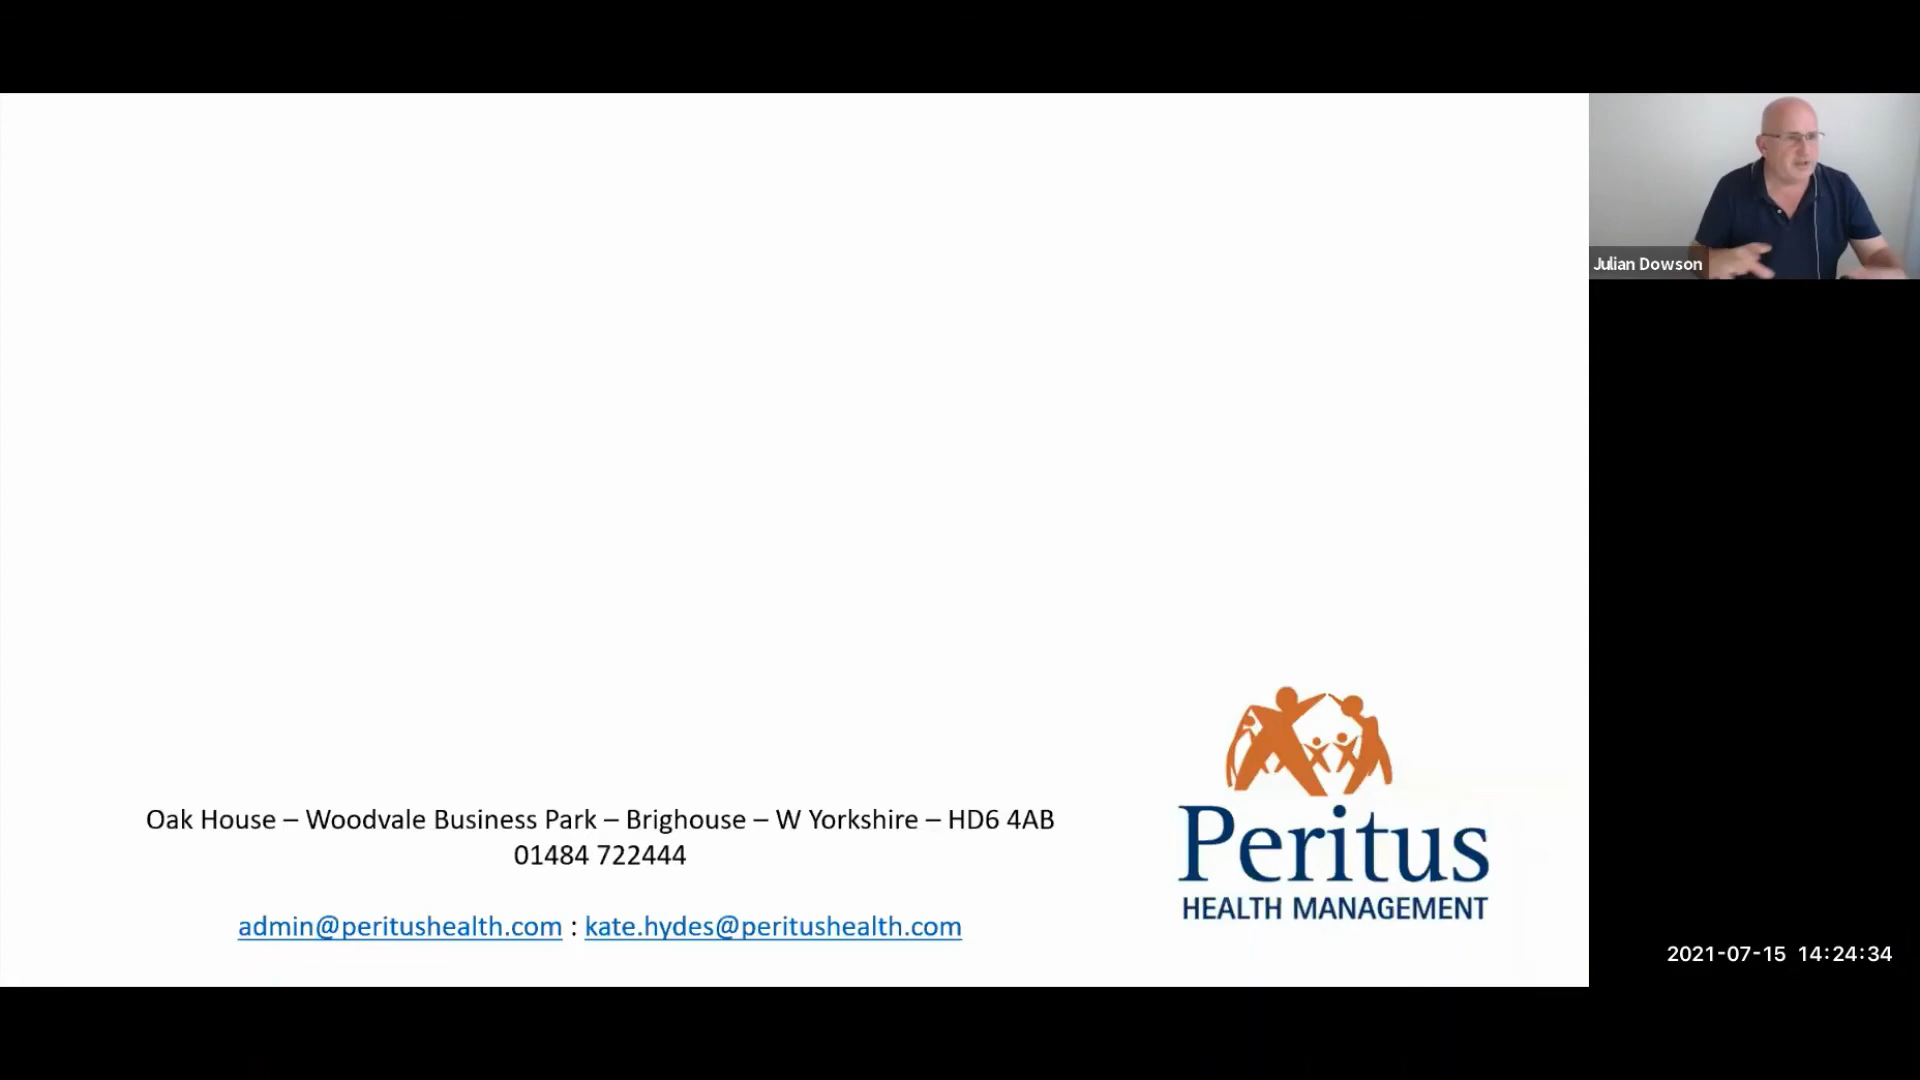 Julian Dowson
Oak House – Woodvale Business Park – Brighouse – W Yorkshire – HD6 4AB
01484 722444
admin@peritushealth.com : kate.hydes@peritushealth.com
Peritus
HEALTH MANAGEMENT
2021-07-15 14:24:34